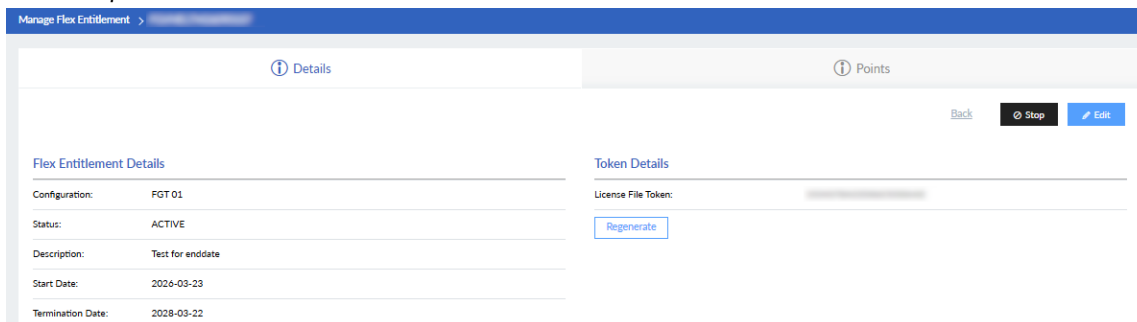 Manage Flex Entitlement >
Details
Points
Back
Stop
Edit
Flex Entitlement Details
Token Details
Configuration: FGT 01
License File Token:
Status: ACTIVE
Regenerate
Description: Test for enddate
Start Date: 2026-03-23
Termination Date: 2028-03-22